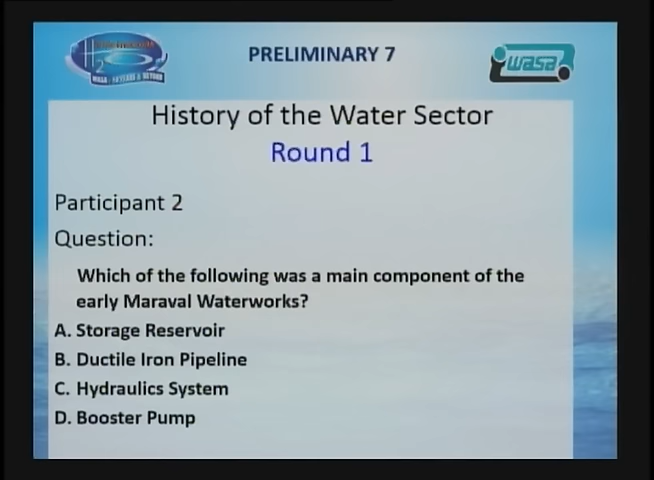 PRELIMINARY 7
wasa
History of the Water Sector
Round 1
Participant 2
Question:
Which of the following was a main component of the
early Maraval Waterworks?
A. Storage Reservoir
B. Ductile Iron Pipeline
C. Hydraulics System
D. Booster Pump